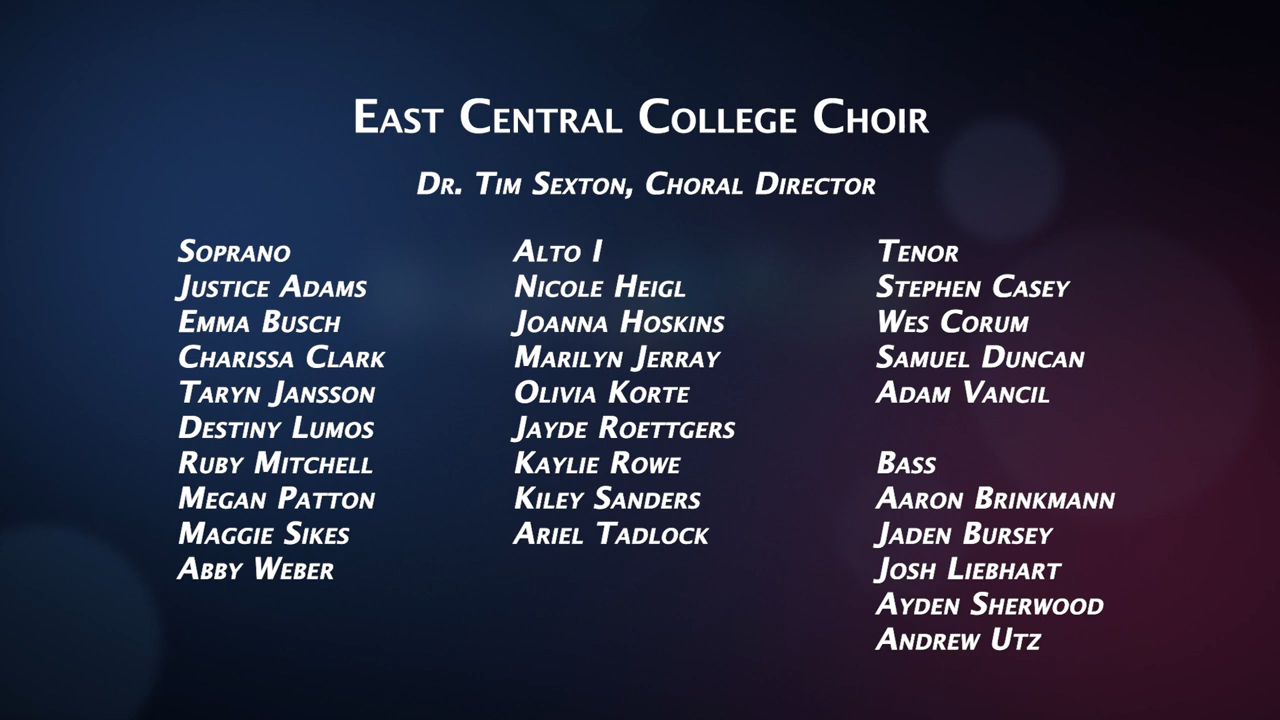 East Central College Choir
Dr. Tim Sexton, Choral Director
Soprano
Justice Adams
Emma Busch
Charissa Clark
Taryn Jansson
Destiny Lumos
Ruby Mitchell
Megan Patton
Maggie Sikes
Abby Weber
Alto I
Nicole Heigl
Joanna Hoskins
Marilyn Jerray
Olivia Korte
Jayde Roettgers
Kaylie Rowe
Kiley Sanders
Ariel Tadlock
Tenor
Stephen Casey
Wes Corum
Samuel Duncan
Adam Vancil
Bass
Aaron Brinkmann
Jaden Bursey
Josh Liebhart
Ayden Sherwood
Andrew Utz